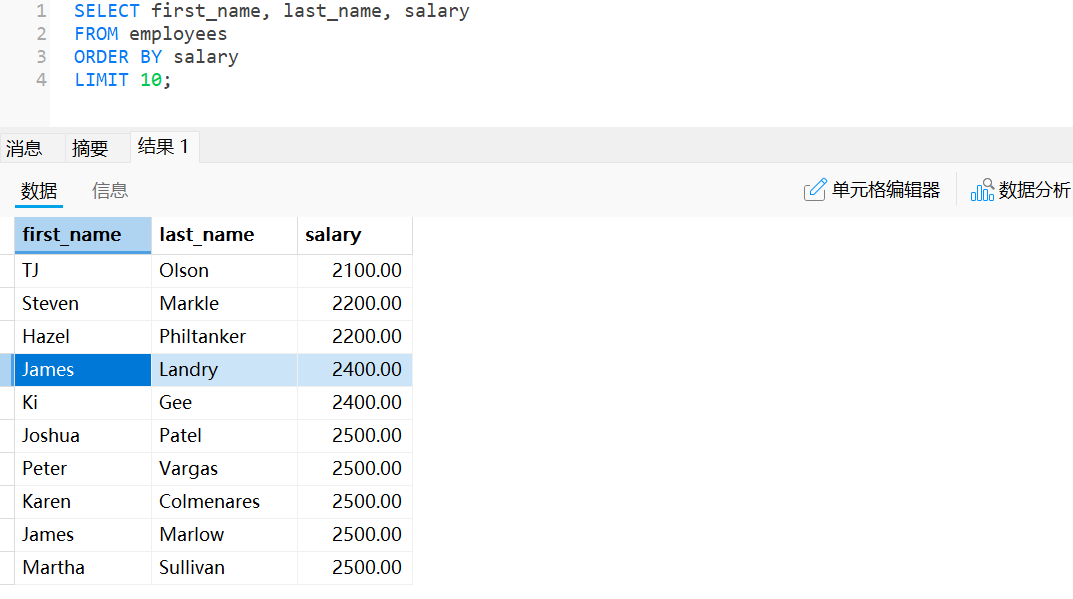 1 SELECT first_name, last_name, salary
2 FROM employees
3 ORDER BY salary
4 LIMIT 10;
消息 摘要 结果 1
数据 信息 单元格编辑器 数据分析
first_name last_name salary
TJ Olson 2100.00
Steven Markle 2200.00
Hazel Philtanker 2200.00
James Landry 2400.00
Ki Gee 2400.00
Joshua Patel 2500.00
Peter Vargas 2500.00
Karen Colmenares 2500.00
James Marlow 2500.00
Martha Sullivan 2500.00